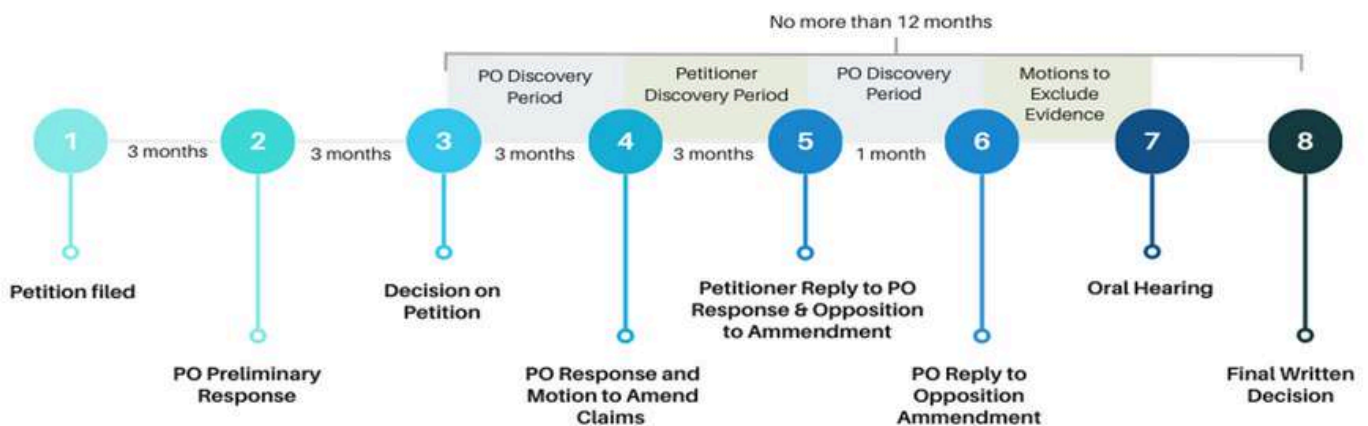 No more than 12 months
PO Discovery
Period
Petitioner
Discovery Period
PO Discovery
Period
Motions to
Exclude
Evidence
1
3 months
2
3 months
3
3 months
4
3 months
5
1 month
6
7
8
Petition filed
Decision on
Petition
Petitioner Reply to PO
Response & Opposition
to Ammendment
Oral Hearing
PO Preliminary
Response
PO Response and
Motion to Amend
Claims
PO Reply to
Opposition
Ammendment
Final Written
Decision